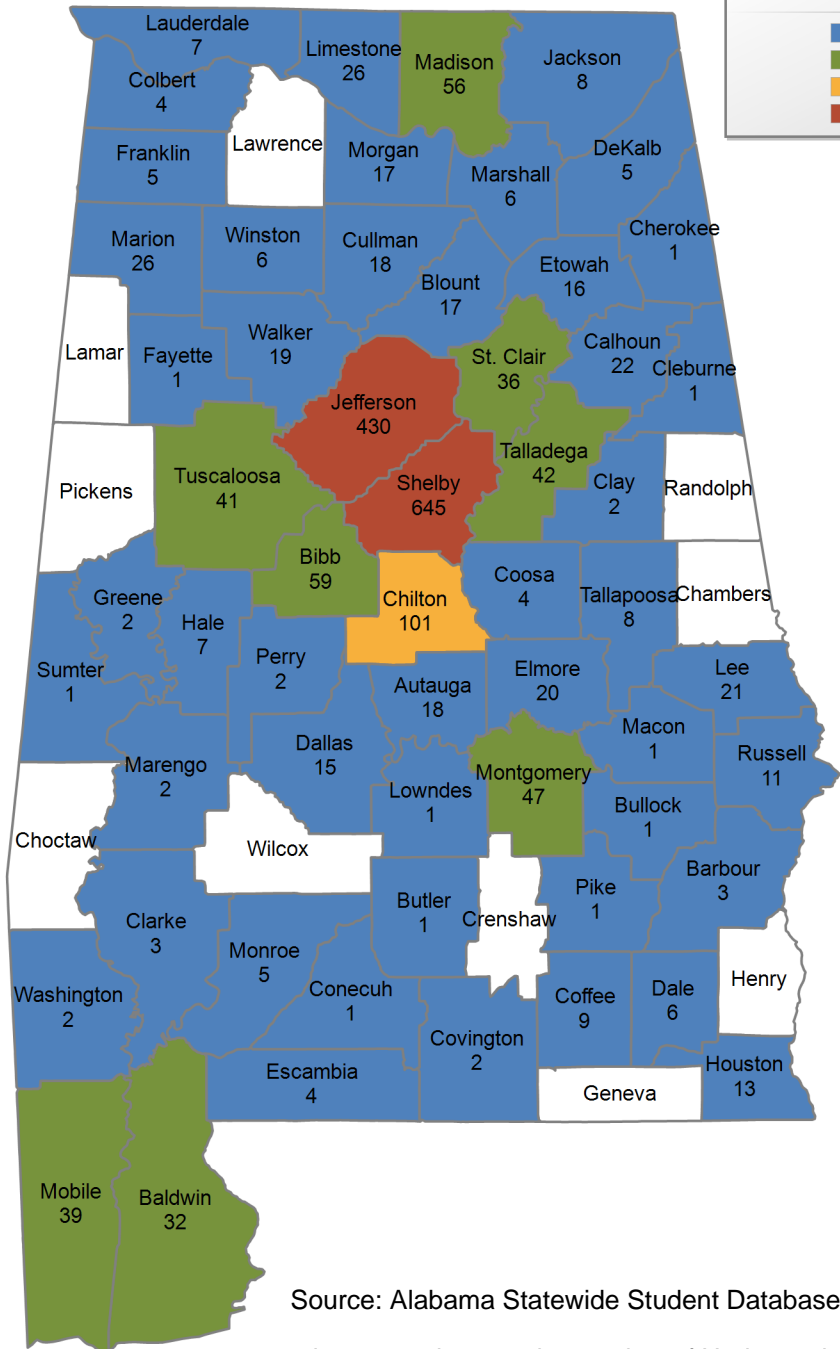 Lauderdale
7
Limestone
26
Madison
56
Jackson
8
Colbert
4
Lawrence
Franklin
5
Morgan
17
Marshall
6
DeKalb
5
Marion
26
Winston
6
Cullman
18
Blount
17
Etowah
16
Cherokee
1
Lamar
Fayette
1
Walker
19
St. Clair
36
Calhoun
22
Cleburne
1
Jefferson
430
Pickens
Tuscaloosa
41
Shelby
645
Talladega
42
Clay
2
Randolph
Bibb
59
Chilton
101
Coosa
4
Tallapoosa
8
Chambers
Greene
2
Hale
7
Sumter
1
Perry
2
Autauga
18
Elmore
20
Lee
21
Macon
1
Russell
11
Marengo
2
Dallas
15
Lowndes
1
Montgomery
47
Bullock
1
Choctaw
Wilcox
Butler
1
Crenshaw
Pike
1
Barbour
3
Clarke
3
Monroe
5
Conecuh
1
Washington
2
Covington
2
Coffee
9
Dale
6
Henry
Escambia
4
Geneva
Houston
13
Mobile
39
Baldwin
32
Source: Alabama Statewide Student Database